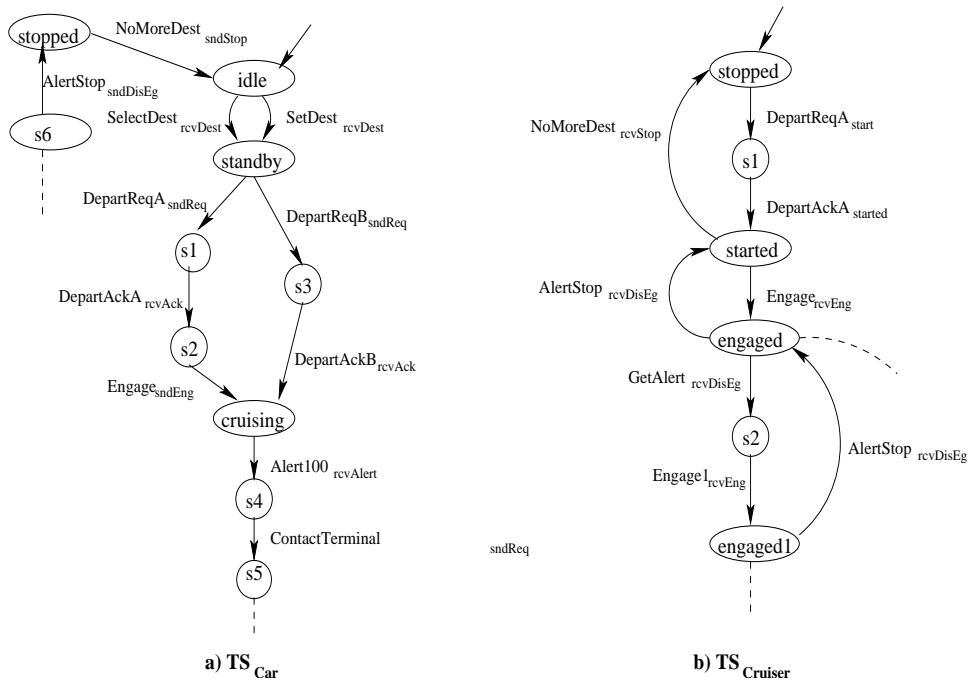 stopped
NoMoreDest sndStop
AlertStop sndDisEg
s6
idle
SelectDest rcvDest
SetDest rcvDest
standby
DepartReqA sndReq
DepartReqB sndReq
s1
s3
DepartAckA rcvAck
s2
DepartAckB rcvAck
Engage sndEng
cruising
Alert100 rcvAlert
s4
ContactTerminal
sndReq
s5
a) TS Car
stopped
NoMoreDest rcvStop
DepartReqA start
s1
DepartAckA started
started
AlertStop rcvDisEg
Engage rcvEng
engaged
GetAlert rcvDisEg
s2
AlertStop rcvDisEg
Engage1 rcvEng
engaged1
b) TS Cruiser